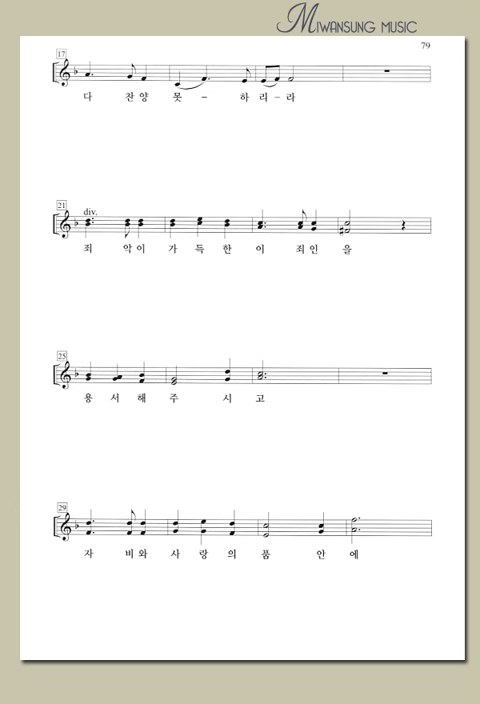 MIWANSUNG MUSIC
79
17
다 찬양 못 - 하 리 - 라
21
div.
죄 악이 가 득 한 이 죄인 을
25
용 서 해 주 시 고
29
자 비와 사 랑 의 품 안 에